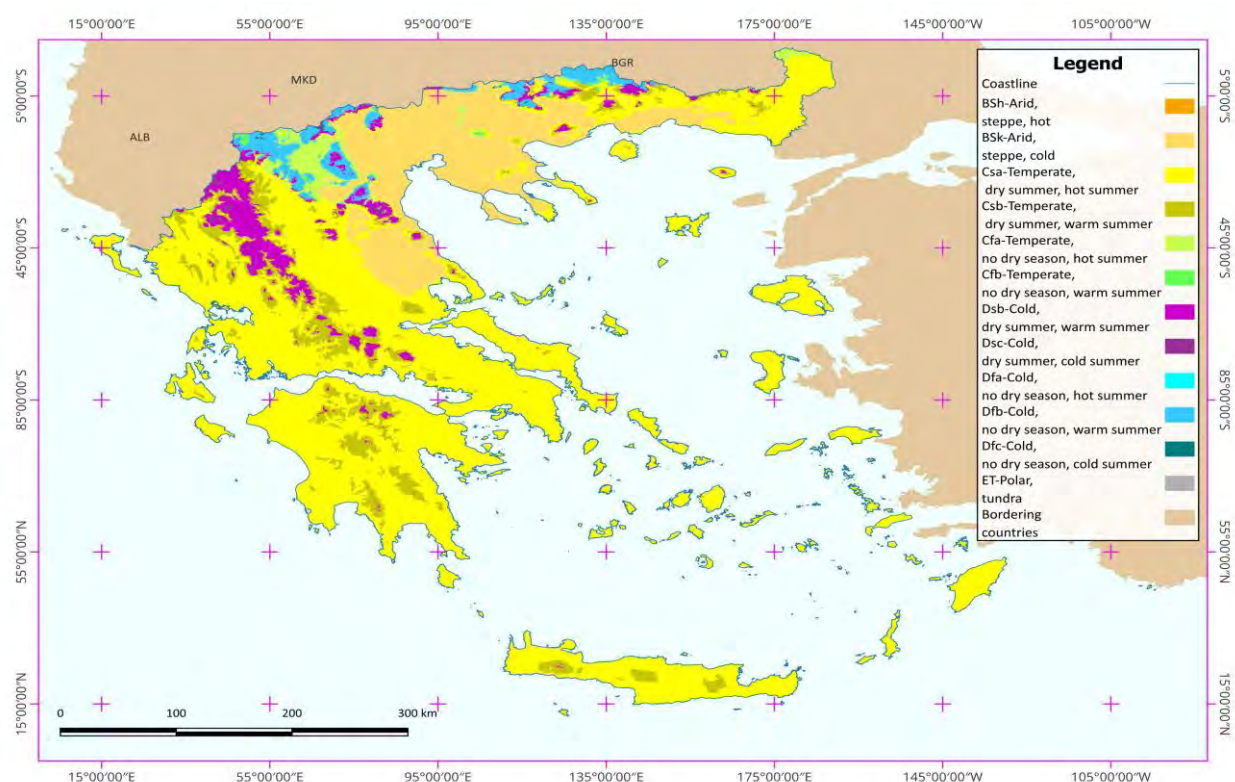 15°00'00"E 55°00'00"E 95°00'00"E 135°00'00"E 175°00'00"E 145°00'00"W 105°00'00"W
BGR
MKD
ALB
5°00'00"S
45°00'00"S
85°00'00"S
55°00'00"N
15°00'00"N
Legend
Coastline
BSh-Arid,
steppe, hot
BSk-Arid,
steppe, cold
Csa-Temperate,
dry summer, hot summer
Csb-Temperate,
dry summer, warm summer
Cfa-Temperate,
no dry season, hot summer
Cfb-Temperate,
no dry season, warm summer
Dsb-Cold,
dry summer, warm summer
Dsc-Cold,
dry summer, cold summer
Dfa-Cold,
no dry season, hot summer
Dfb-Cold,
no dry season, warm summer
Dfc-Cold,
no dry season, cold summer
ET-Polar,
tundra
Bordering
countries
5°00'00"S
45°00'00"S
85°00'00"S
55°00'00"N
15°00'00"N
0 100 200 300 km
15°00'00"E 55°00'00"E 95°00'00"E 135°00'00"E 175°00'00"E 145°00'00"W 105°00'00"W